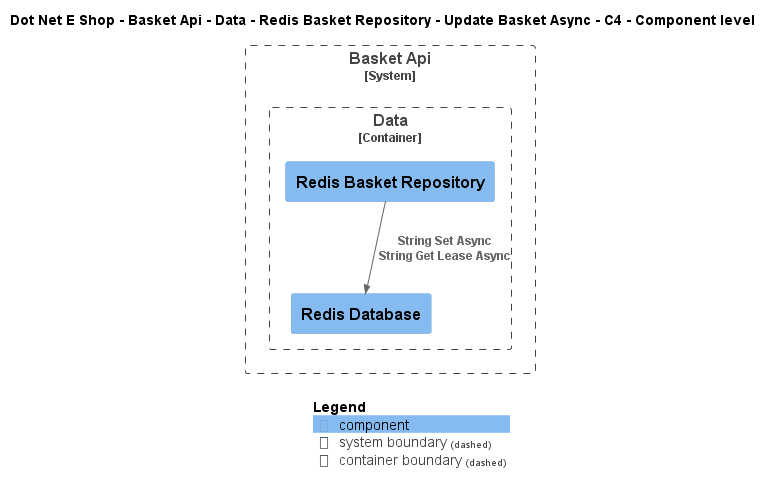 Dot Net E Shop - Basket Api - Data - Redis Basket Repository - Update Basket Async - C4 - Component level
Basket Api
[System]
Data
[Container]
Redis Basket Repository
String Set Async
String Get Lease Async
Redis Database
Legend
component
system boundary (dashed)
container boundary (dashed)